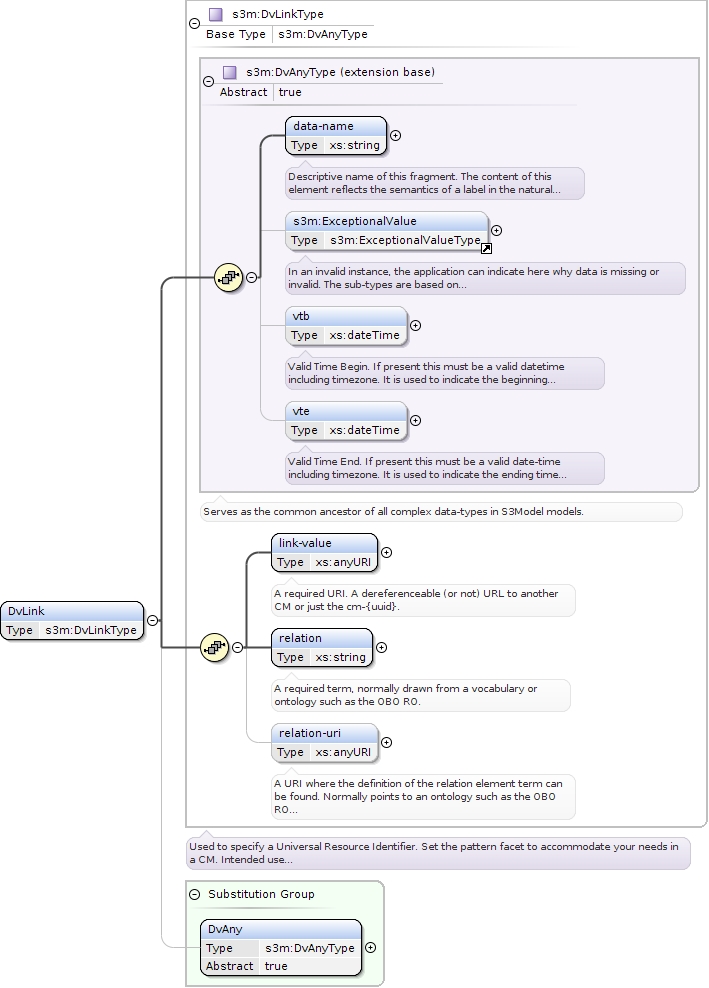 s3m:DvLinkType
Base Type s3m:DvAnyType
s3m:DvAnyType (extension base)
Abstract true
data-name
Type xs:string
Descriptive name of this fragment. The content of this
element reflects the semantics of a label in the natural...
s3m:ExceptionalValue
Type s3m:ExceptionalValueType
In an invalid instance, the application can indicate here why data is missing or
invalid. The sub-types are based on...
vtb
Type xs:dateTime
Valid Time Begin. If present this must be a valid datetime
including timezone. It is used to indicate the beginning...
vte
Type xs:dateTime
Valid Time End. If present this must be a valid date-time
including timezone. It is used to indicate the ending time...
Serves as the common ancestor of all complex data-types in S3Model models.
link-value
Type xs:anyURI
A required URI. A dereferenceable (or not) URL to another
CM or just the cm-{uuid}.
DvLink
Type s3m:DvLinkType
relation
Type xs:string
A required term, normally drawn from a vocabulary or
ontology such as the OBO RO.
relation-uri
Type xs:anyURI
A URI where the definition of the relation element term can
be found. Normally points to an ontology such as the OBO
RO...
Used to specify a Universal Resource Identifier. Set the pattern facet to accommodate your needs in
a CM. Intended use...
Substitution Group
DvAny
Type s3m:DvAnyType
Abstract true